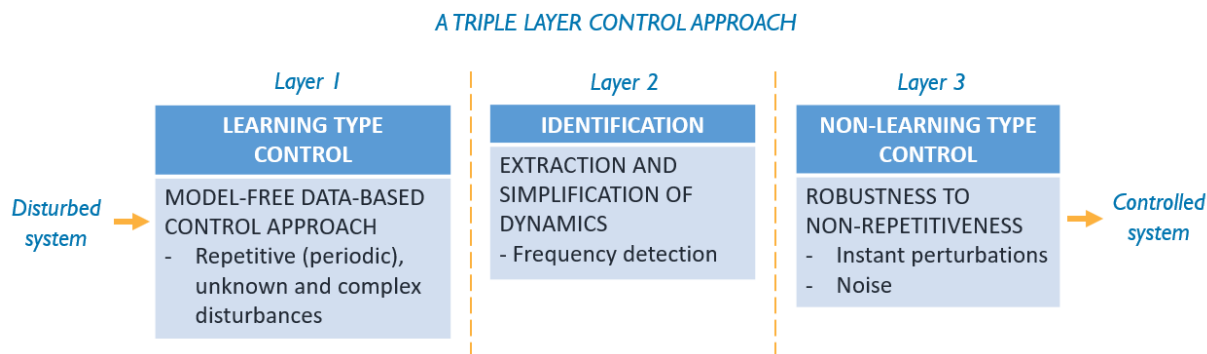 A TRIPLE LAYER CONTROL APPROACH
Layer 1
Layer 2
Layer 3
Disturbed
system
LEARNING TYPE
CONTROL
MODEL-FREE DATA-BASED
CONTROL APPROACH
- Repetitive (periodic),
unknown and complex
disturbances
IDENTIFICATION
EXTRACTION AND
SIMPLIFICATION OF
DYNAMICS
- Frequency detection
NON-LEARNING TYPE
CONTROL
ROBUSTNESS TO
NON-REPETITIVENESS
- Instant perturbations
- Noise
Controlled
system